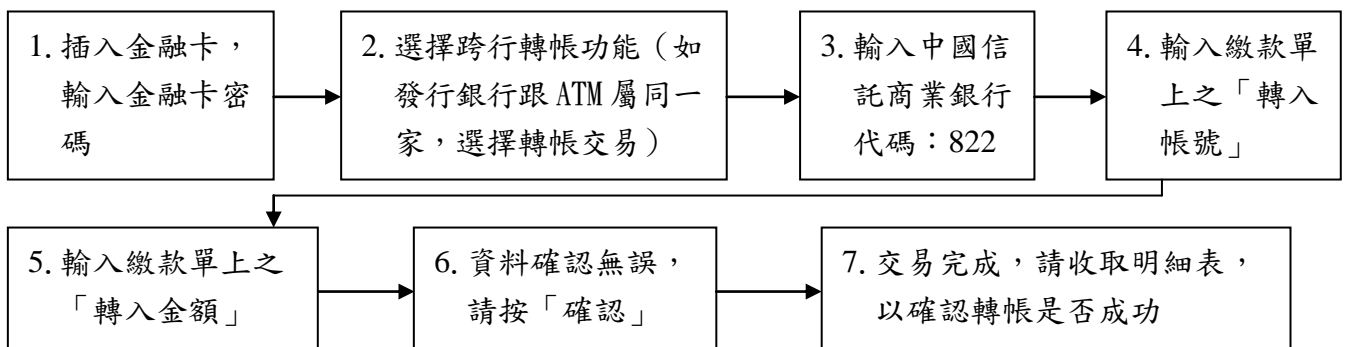 1. 插入金融卡，
輸入金融卡密
碼
2. 選擇跨行轉帳功能（如
發行銀行跟 ATM 屬同一
家，選擇轉帳交易）
3. 輸入中國信
託商業銀行
代碼：822
4. 輸入繳款單
上之「轉入
帳號」
5. 輸入繳款單上之
「轉入金額」
6. 資料確認無誤，
請按「確認」
7. 交易完成，請收取明細表，
以確認轉帳是否成功